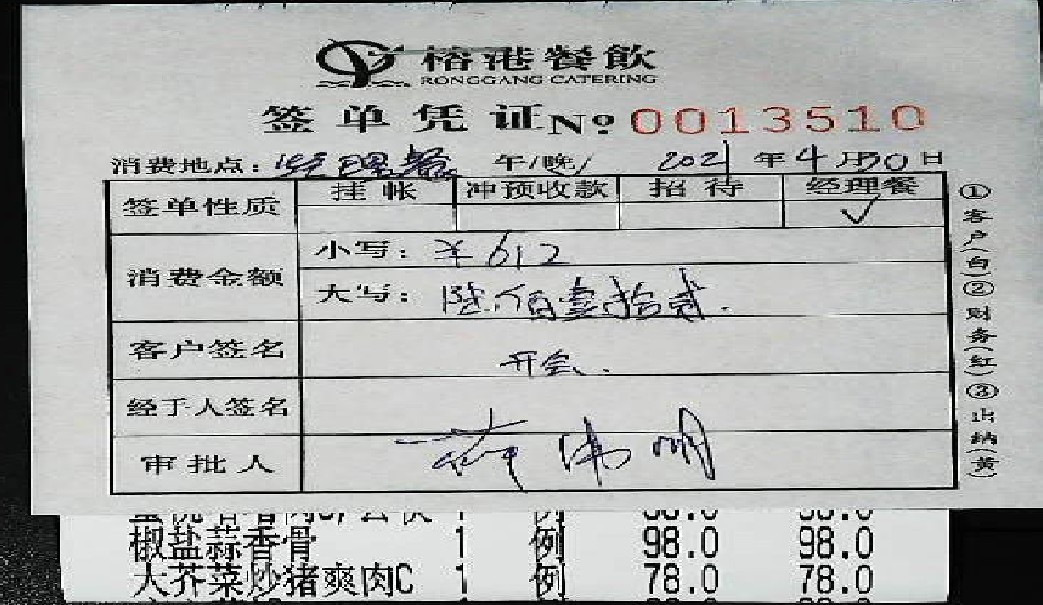 榕港餐飲
RONGGANG CATERING
签单凭证 № 0013510
消费地点: 经理餐 午/晚/ 2021 年 4 月 30 日
签单性质 挂帐 冲预收款 招待 经理餐
✓
消费金额 小写: ¥612
大写: 陆佰壹拾贰.
客户签名 开会.
经手人签名
审批人 伟明
①客户(白)②财务(红)③出纳(黄)
椒盐蒜香骨 1 例 98.0 98.0
大芥菜炒猪爽肉C 1 例 78.0 78.0